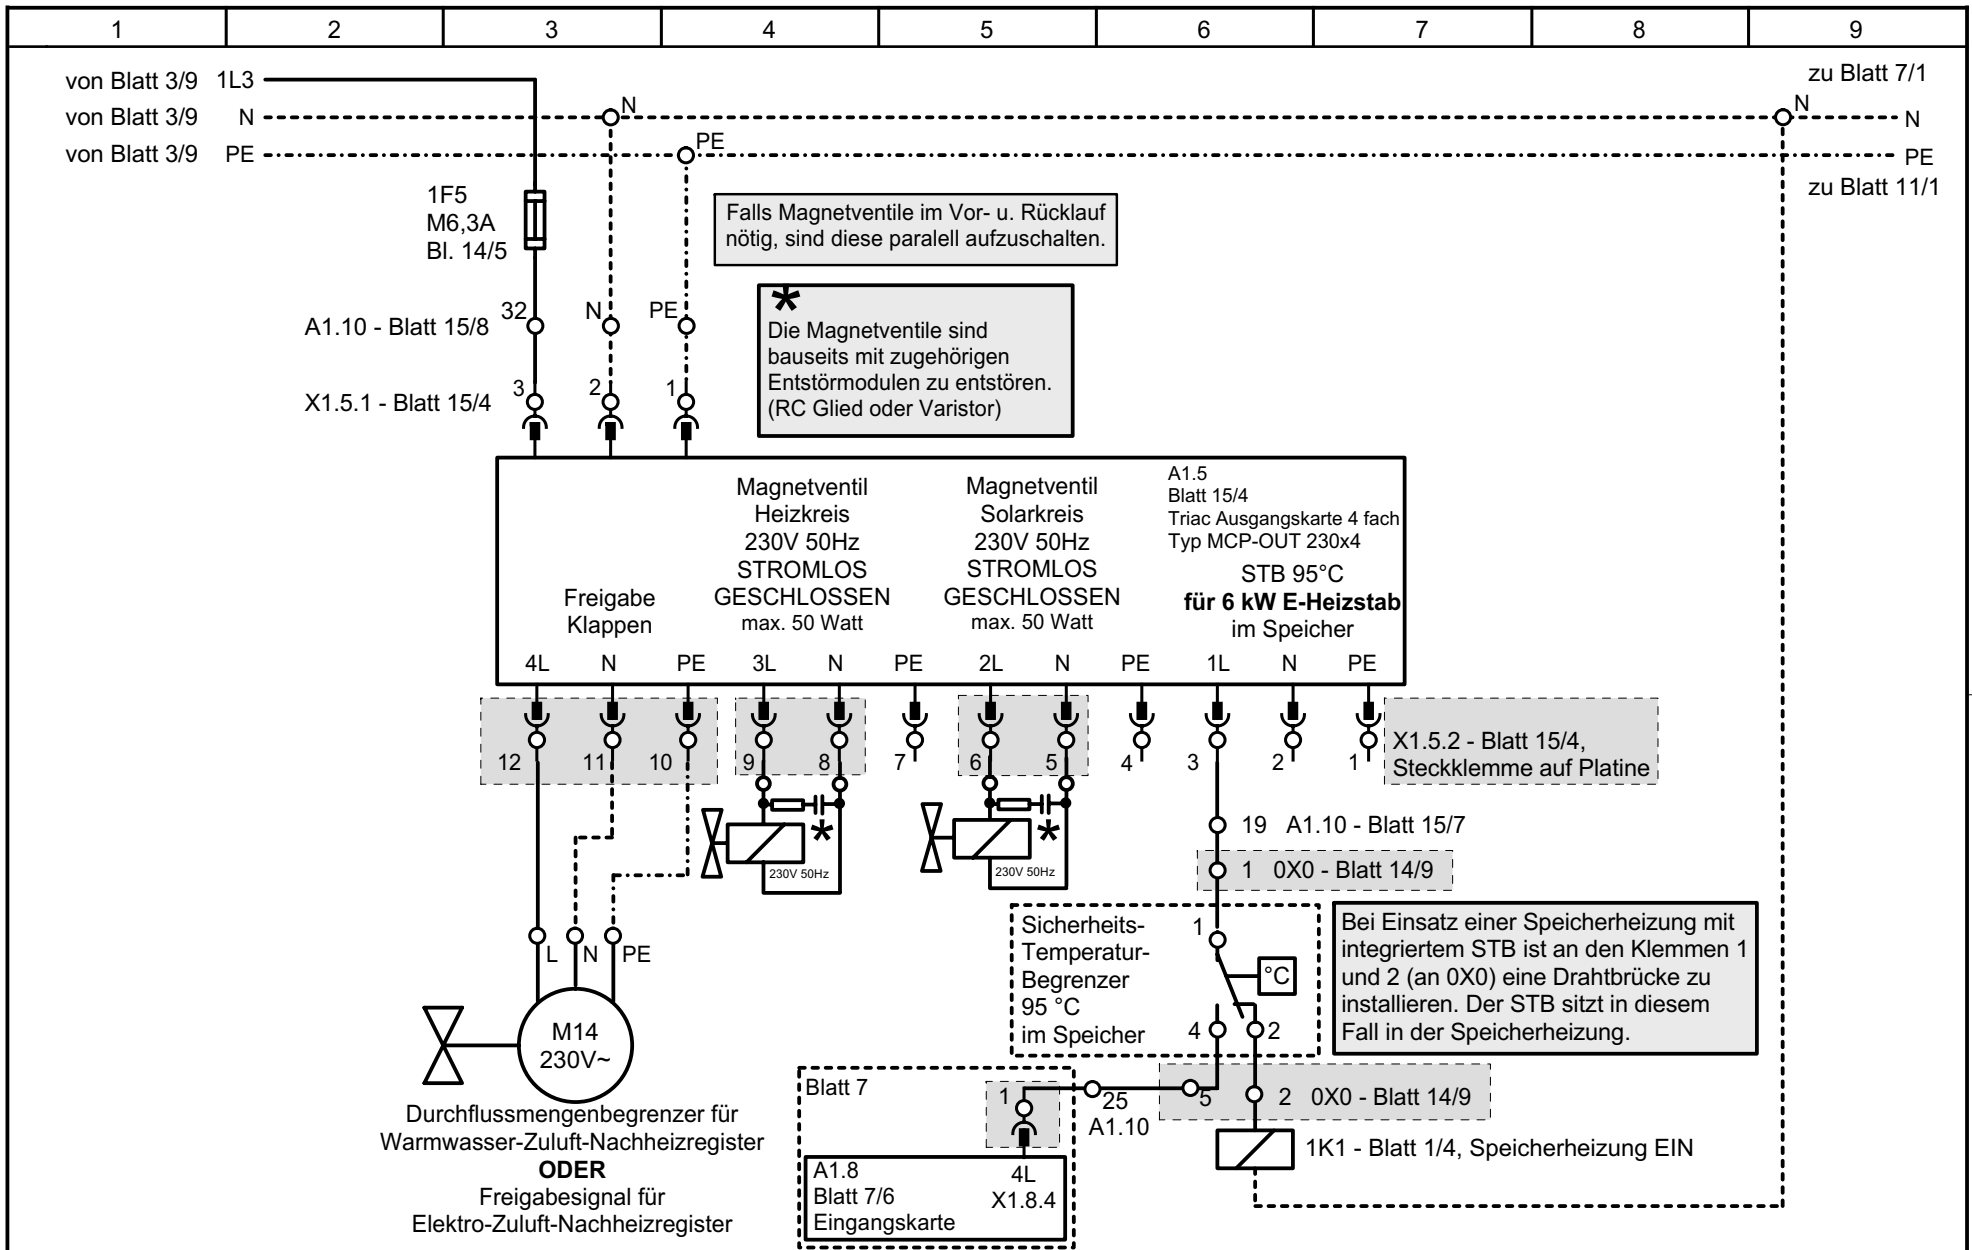 1 2 3 4 5 6 7 8 9
von Blatt 3/9 1L3
zu Blatt 7/1
von Blatt 3/9 N
N
N
N
von Blatt 3/9 PE
PE
PE
zu Blatt 11/1
1F5
M6,3A
Bl. 14/5
Falls Magnetventile im Vor- u. Rücklauf
nötig, sind diese paralell aufzuschalten.
*
Die Magnetventile sind
bauseits mit zugehörigen
Entstörmodulen zu entstören.
(RC Glied oder Varistor)
A1.10 - Blatt 15/8
32 N PE
X1.5.1 - Blatt 15/4
3 2 1
Freigabe
Klappen
Magnetventil
Heizkreis
230V 50Hz
STROMLOS
GESCHLOSSEN
max. 50 Watt
Magnetventil
Solarkreis
230V 50Hz
STROMLOS
GESCHLOSSEN
max. 50 Watt
A1.5
Blatt 15/4
Triac Ausgangskarte 4 fach
Typ MCP-OUT 230x4
STB 95°C
für 6 kW E-Heizstab
im Speicher
4L N PE 3L N PE 2L N PE 1L N PE
12 11 10 9 8 7 6 5 4 3 2 1
X1.5.2 - Blatt 15/4,
Steckklemme auf Platine
*
230V 50Hz
*
230V 50Hz
19 A1.10 - Blatt 15/7
1 0X0 - Blatt 14/9
L N PE
M14
230V~
Durchflussmengenbegrenzer für
Warmwasser-Zuluft-Nachheizregister
ODER
Freigabesignal für
Elektro-Zuluft-Nachheizregister
Sicherheits-
Temperatur-
Begrenzer
95 °C
im Speicher
1
°C
4 2
Bei Einsatz einer Speicherheizung mit
integriertem STB ist an den Klemmen 1
und 2 (an 0X0) eine Drahtbrücke zu
installieren. Der STB sitzt in diesem
Fall in der Speicherheizung.
Blatt 7
1
25
A1.10
5 2 0X0 - Blatt 14/9
1K1 - Blatt 1/4, Speicherheizung EIN
A1.8
Blatt 7/6
Eingangskarte
4L
X1.8.4